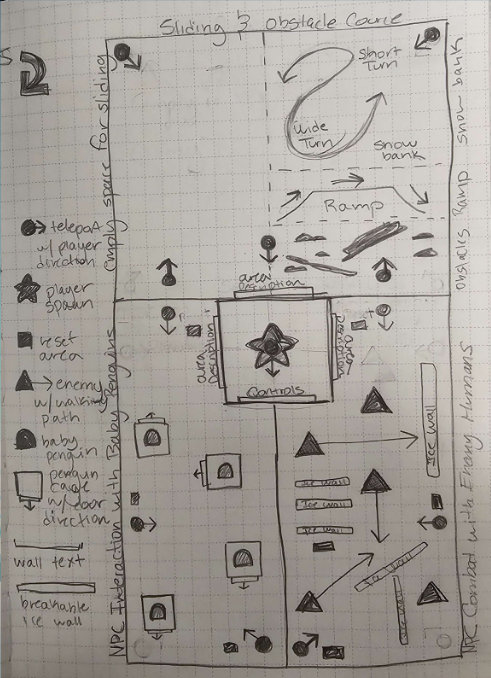 Sliding & Obstacle Course
Short
Turn
Wide
Turn
snow
bank
Ramp
empty space for sliding
obstacles Ramp snow bank
teleport
w/ player
direction
player
spawn
reset
area
enemy
w/ walking
path
baby
penguin
penguin
cage
w/ door
direction
wall text
breakable
ice wall
area
Description
area
Description
area
Description
Controls
NPC Interaction with Baby Penguins
NPC Combat with Enemy Humans
Ice Wall
Ice wall
Ice wall
Ice wall
Ice wall
Ice wall